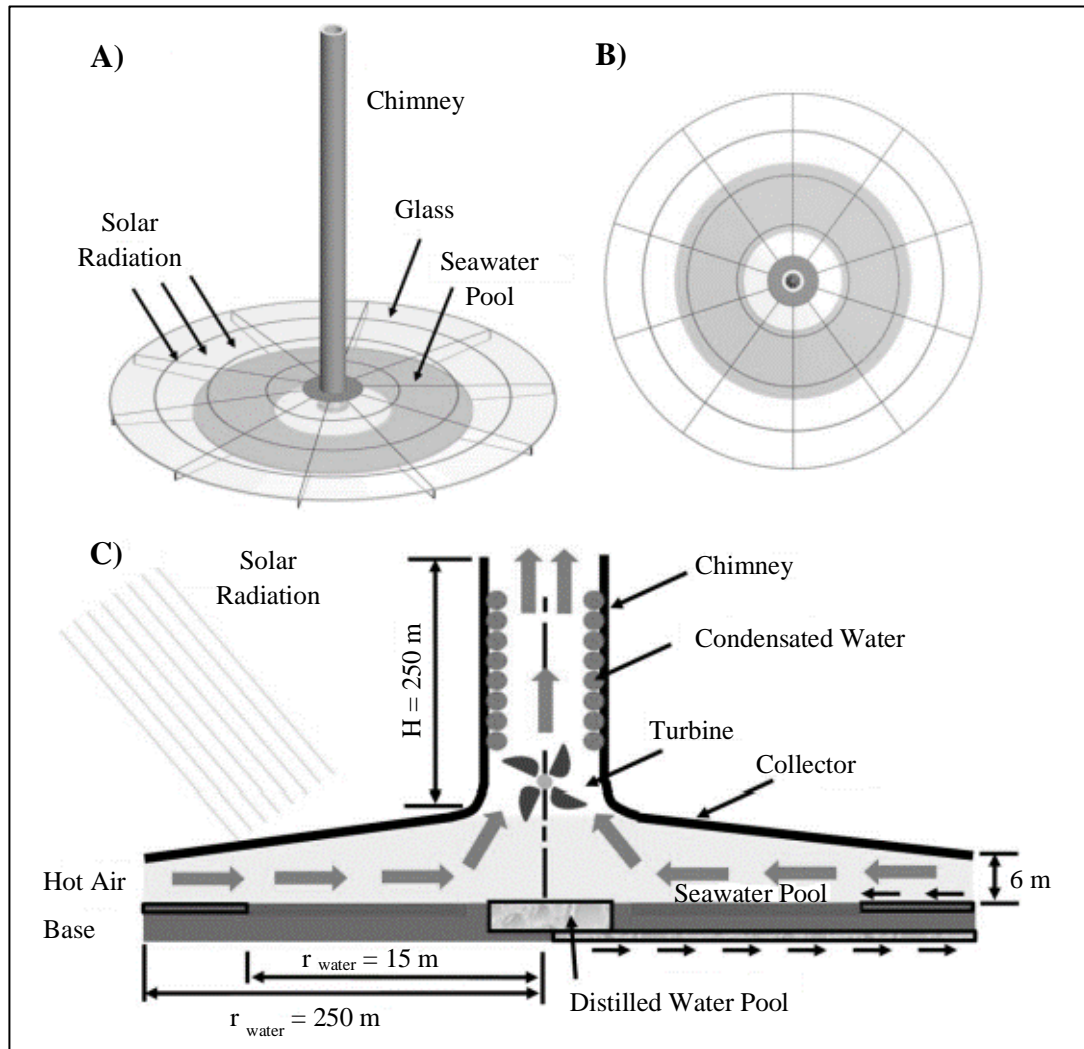 A)
Chimney
B)
Glass
Solar
Radiation
Seawater
Pool
C)
Solar
Radiation
Chimney
Condensated Water
H = 250 m
Turbine
Collector
Hot Air
Seawater Pool
6 m
Base
r water = 15 m
Distilled Water Pool
r water = 250 m